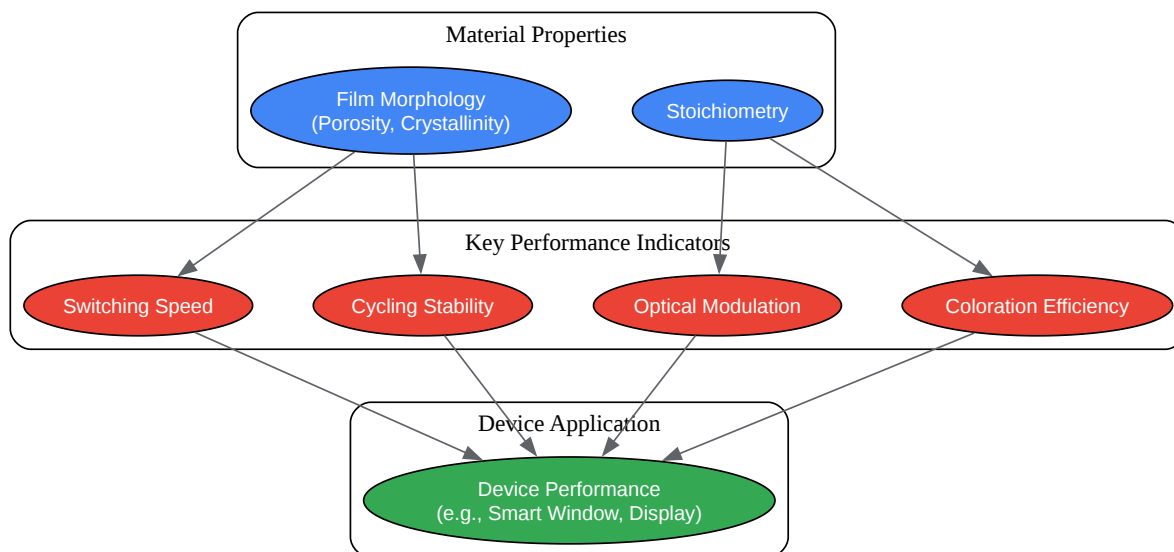 Material Properties
Film Morphology
(Porosity, Crystallinity)
Stoichiometry
Key Performance Indicators
Switching Speed
Cycling Stability
Optical Modulation
Coloration Efficiency
Device Application
Device Performance
(e.g., Smart Window, Display)